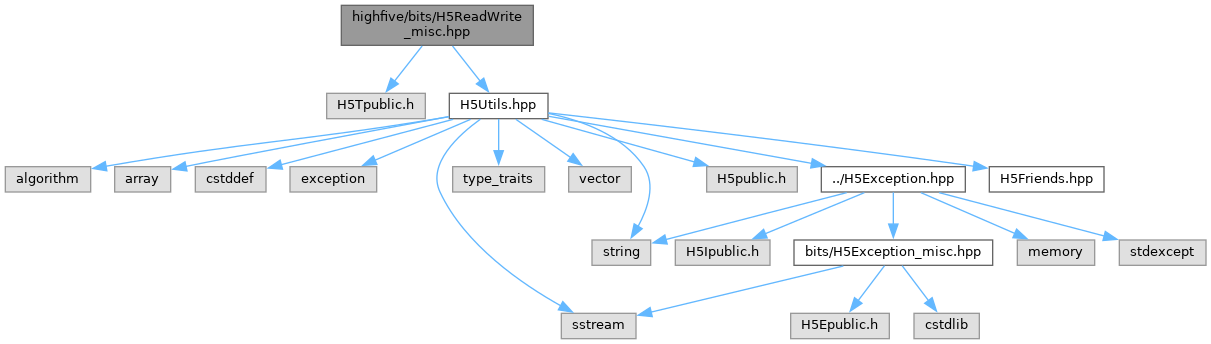 highfive/bits/H5ReadWrite
_misc.hpp
H5Tpublic.h
H5Utils.hpp
algorithm
array
cstddef
exception
type_traits
vector
H5public.h
../H5Exception.hpp
H5Friends.hpp
string
H5Ipublic.h
bits/H5Exception_misc.hpp
memory
stdexcept
sstream
H5Epublic.h
cstdlib